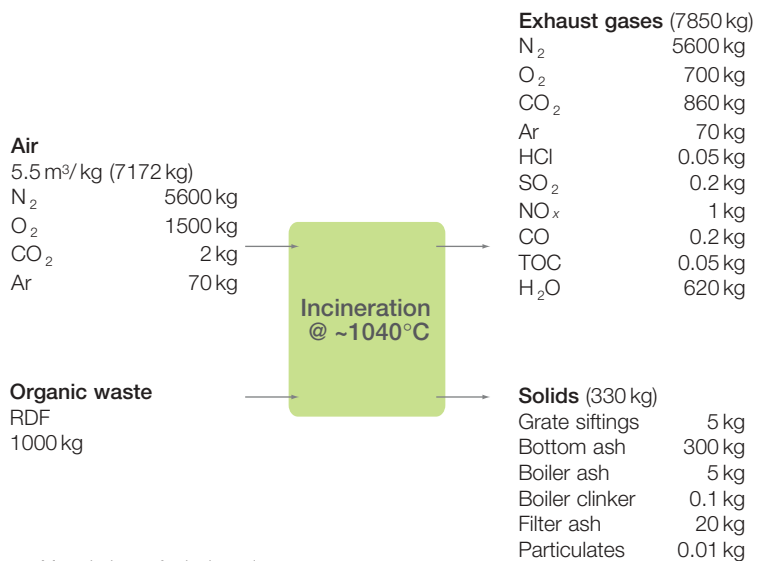 Exhaust gases (7850 kg)
N₂ 5600 kg
O₂ 700 kg
CO₂ 860 kg
Ar 70 kg
HCl 0.05 kg
SO₂ 0.2 kg
NOx 1 kg
CO 0.2 kg
TOC 0.05 kg
H₂O 620 kg
Air
5.5 m³/kg (7172 kg)
N₂ 5600 kg
O₂ 1500 kg
CO₂ 2 kg
Ar 70 kg
Incineration
@ ~1040°C
Organic waste
RDF
1000 kg
Solids (330 kg)
Grate siftings 5 kg
Bottom ash 300 kg
Boiler ash 5 kg
Boiler clinker 0.1 kg
Filter ash 20 kg
Particulates 0.01 kg